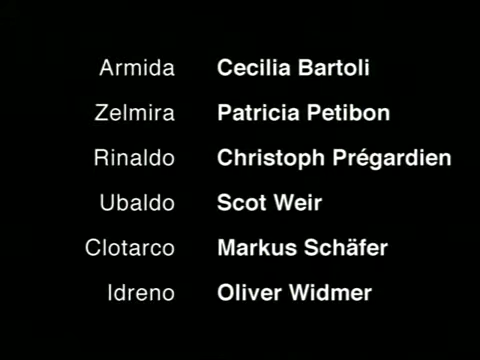 Armida Cecilia Bartoli
Zelmira Patricia Petibon
Rinaldo Christoph Prégardien
Ubaldo Scot Weir
Clotarco Markus Schäfer
Idreno Oliver Widmer